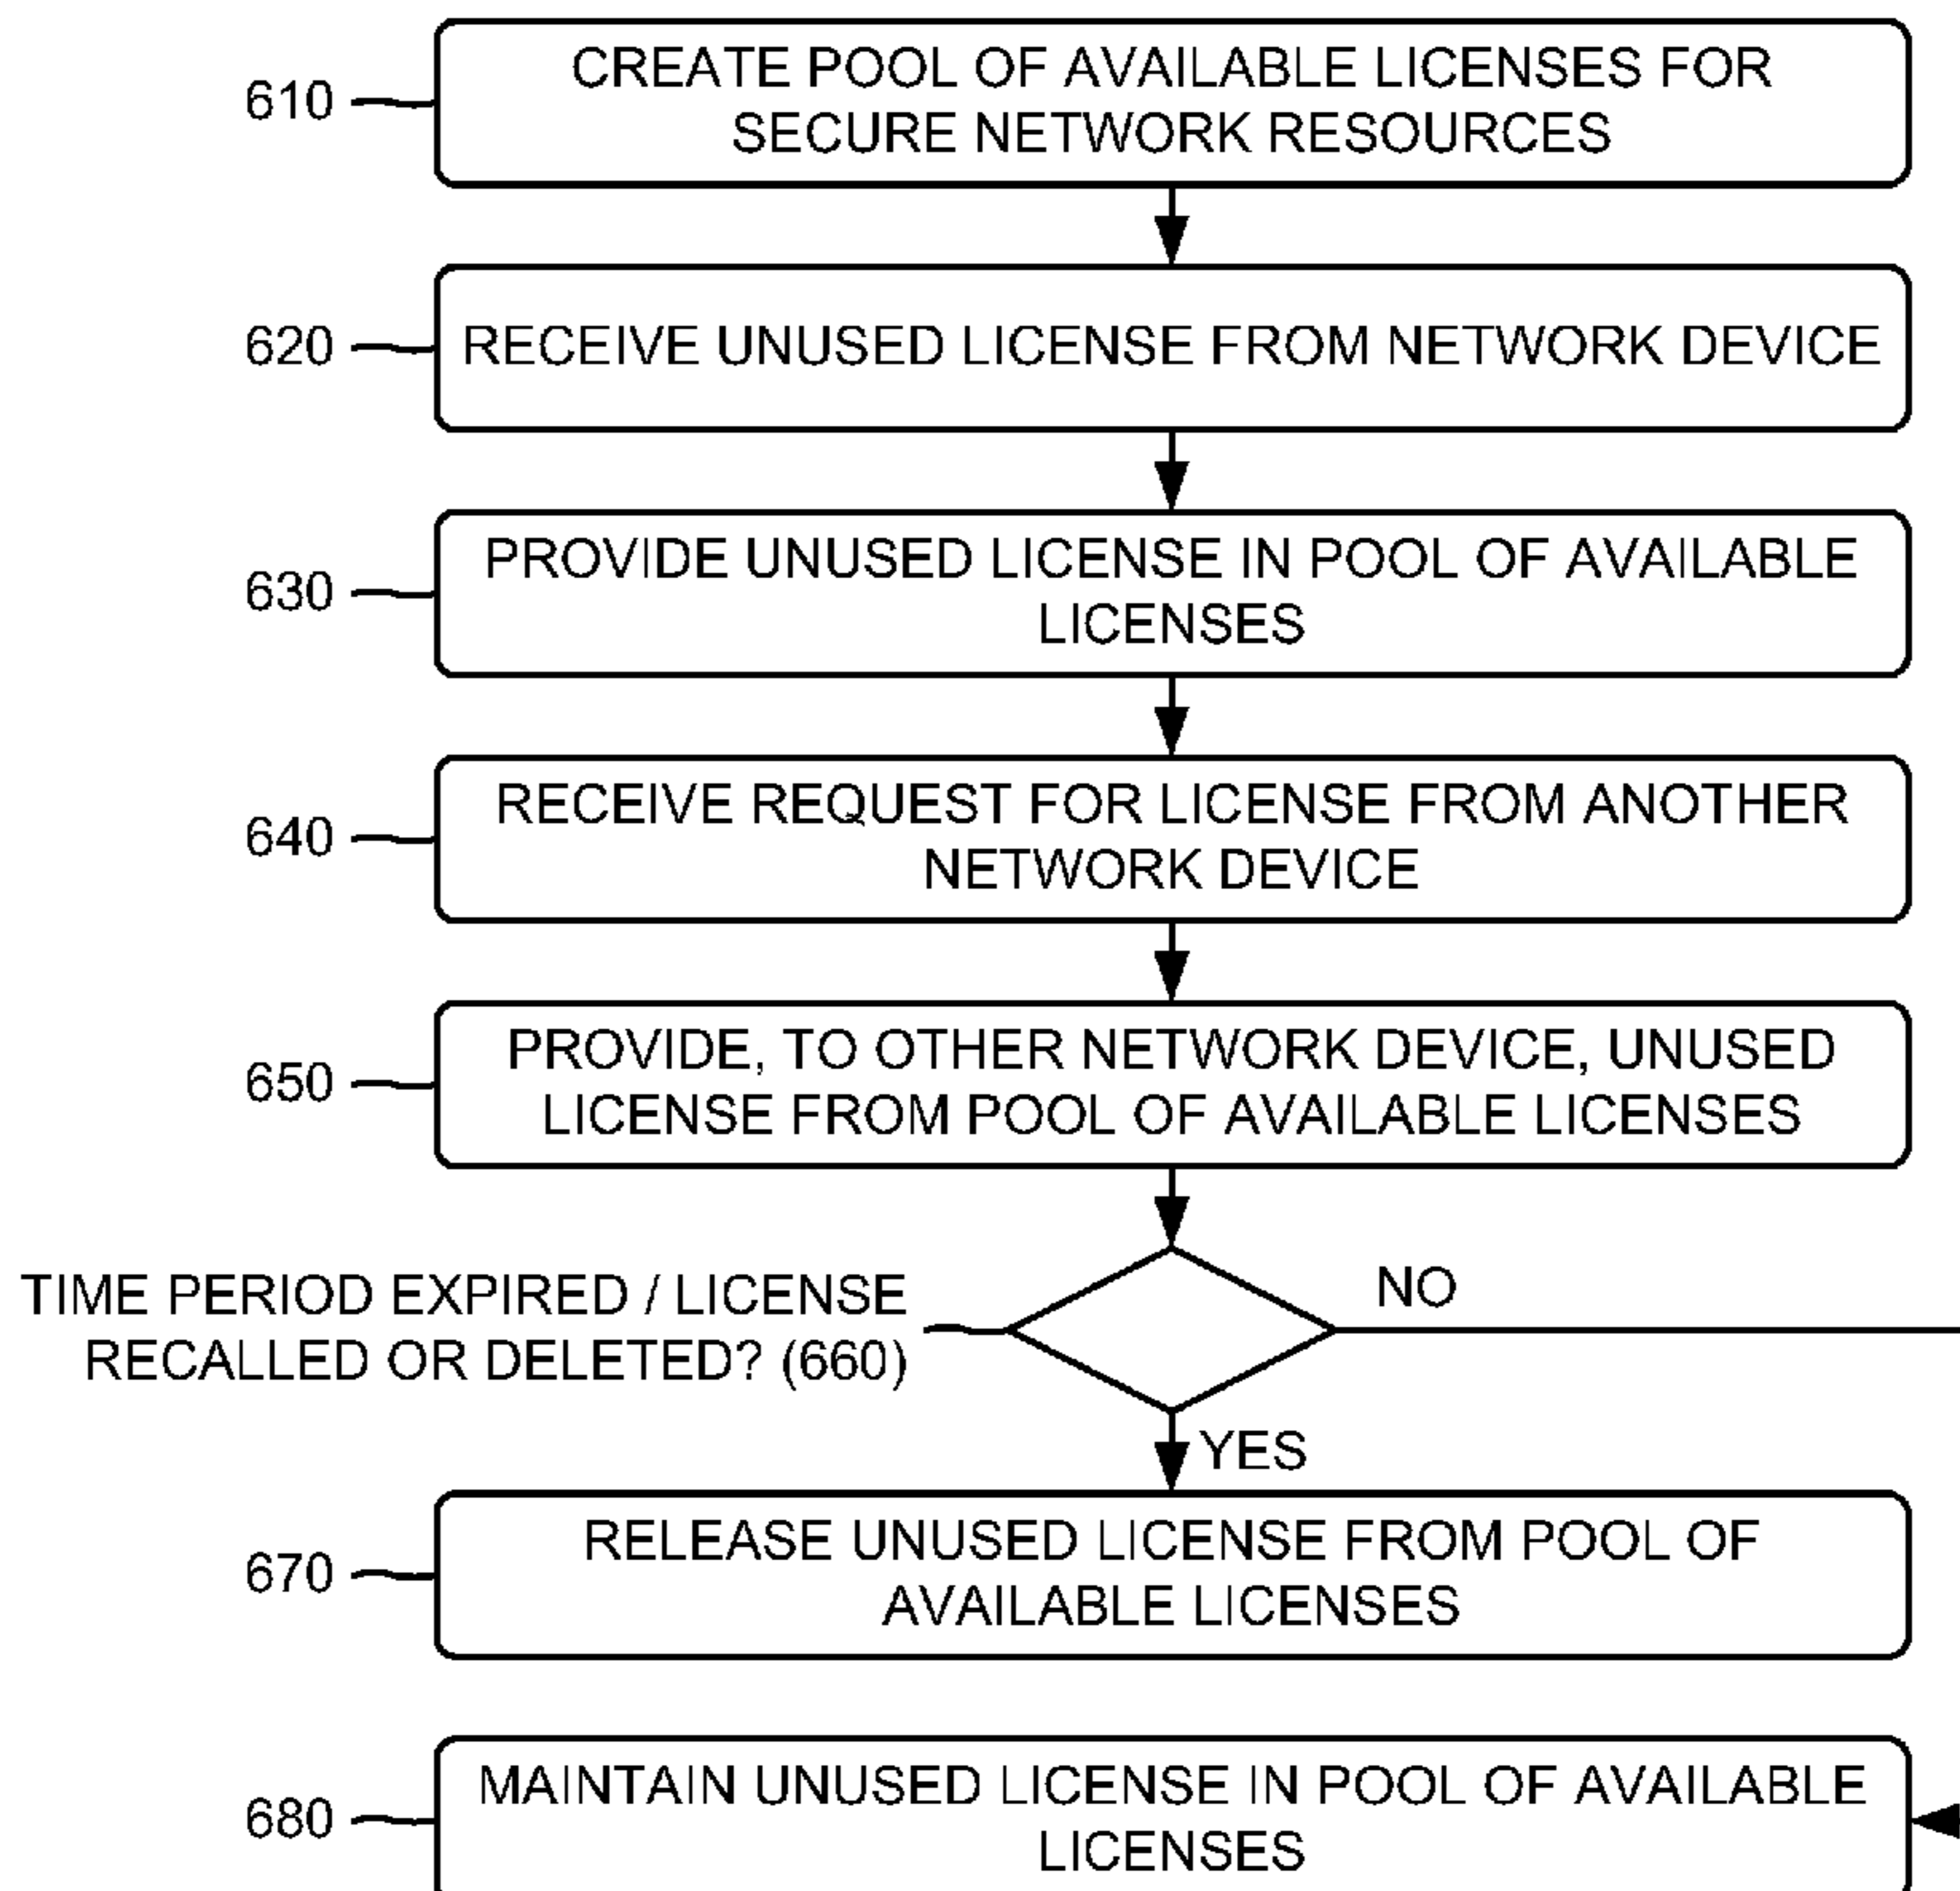 610
CREATE POOL OF AVAILABLE LICENSES FOR
SECURE NETWORK RESOURCES
620
RECEIVE UNUSED LICENSE FROM NETWORK DEVICE
630
PROVIDE UNUSED LICENSE IN POOL OF AVAILABLE
LICENSES
640
RECEIVE REQUEST FOR LICENSE FROM ANOTHER
NETWORK DEVICE
650
PROVIDE, TO OTHER NETWORK DEVICE, UNUSED
LICENSE FROM POOL OF AVAILABLE LICENSES
TIME PERIOD EXPIRED / LICENSE
RECALLED OR DELETED? (660)
NO
YES
670
RELEASE UNUSED LICENSE FROM POOL OF
AVAILABLE LICENSES
680
MAINTAIN UNUSED LICENSE IN POOL OF AVAILABLE
LICENSES